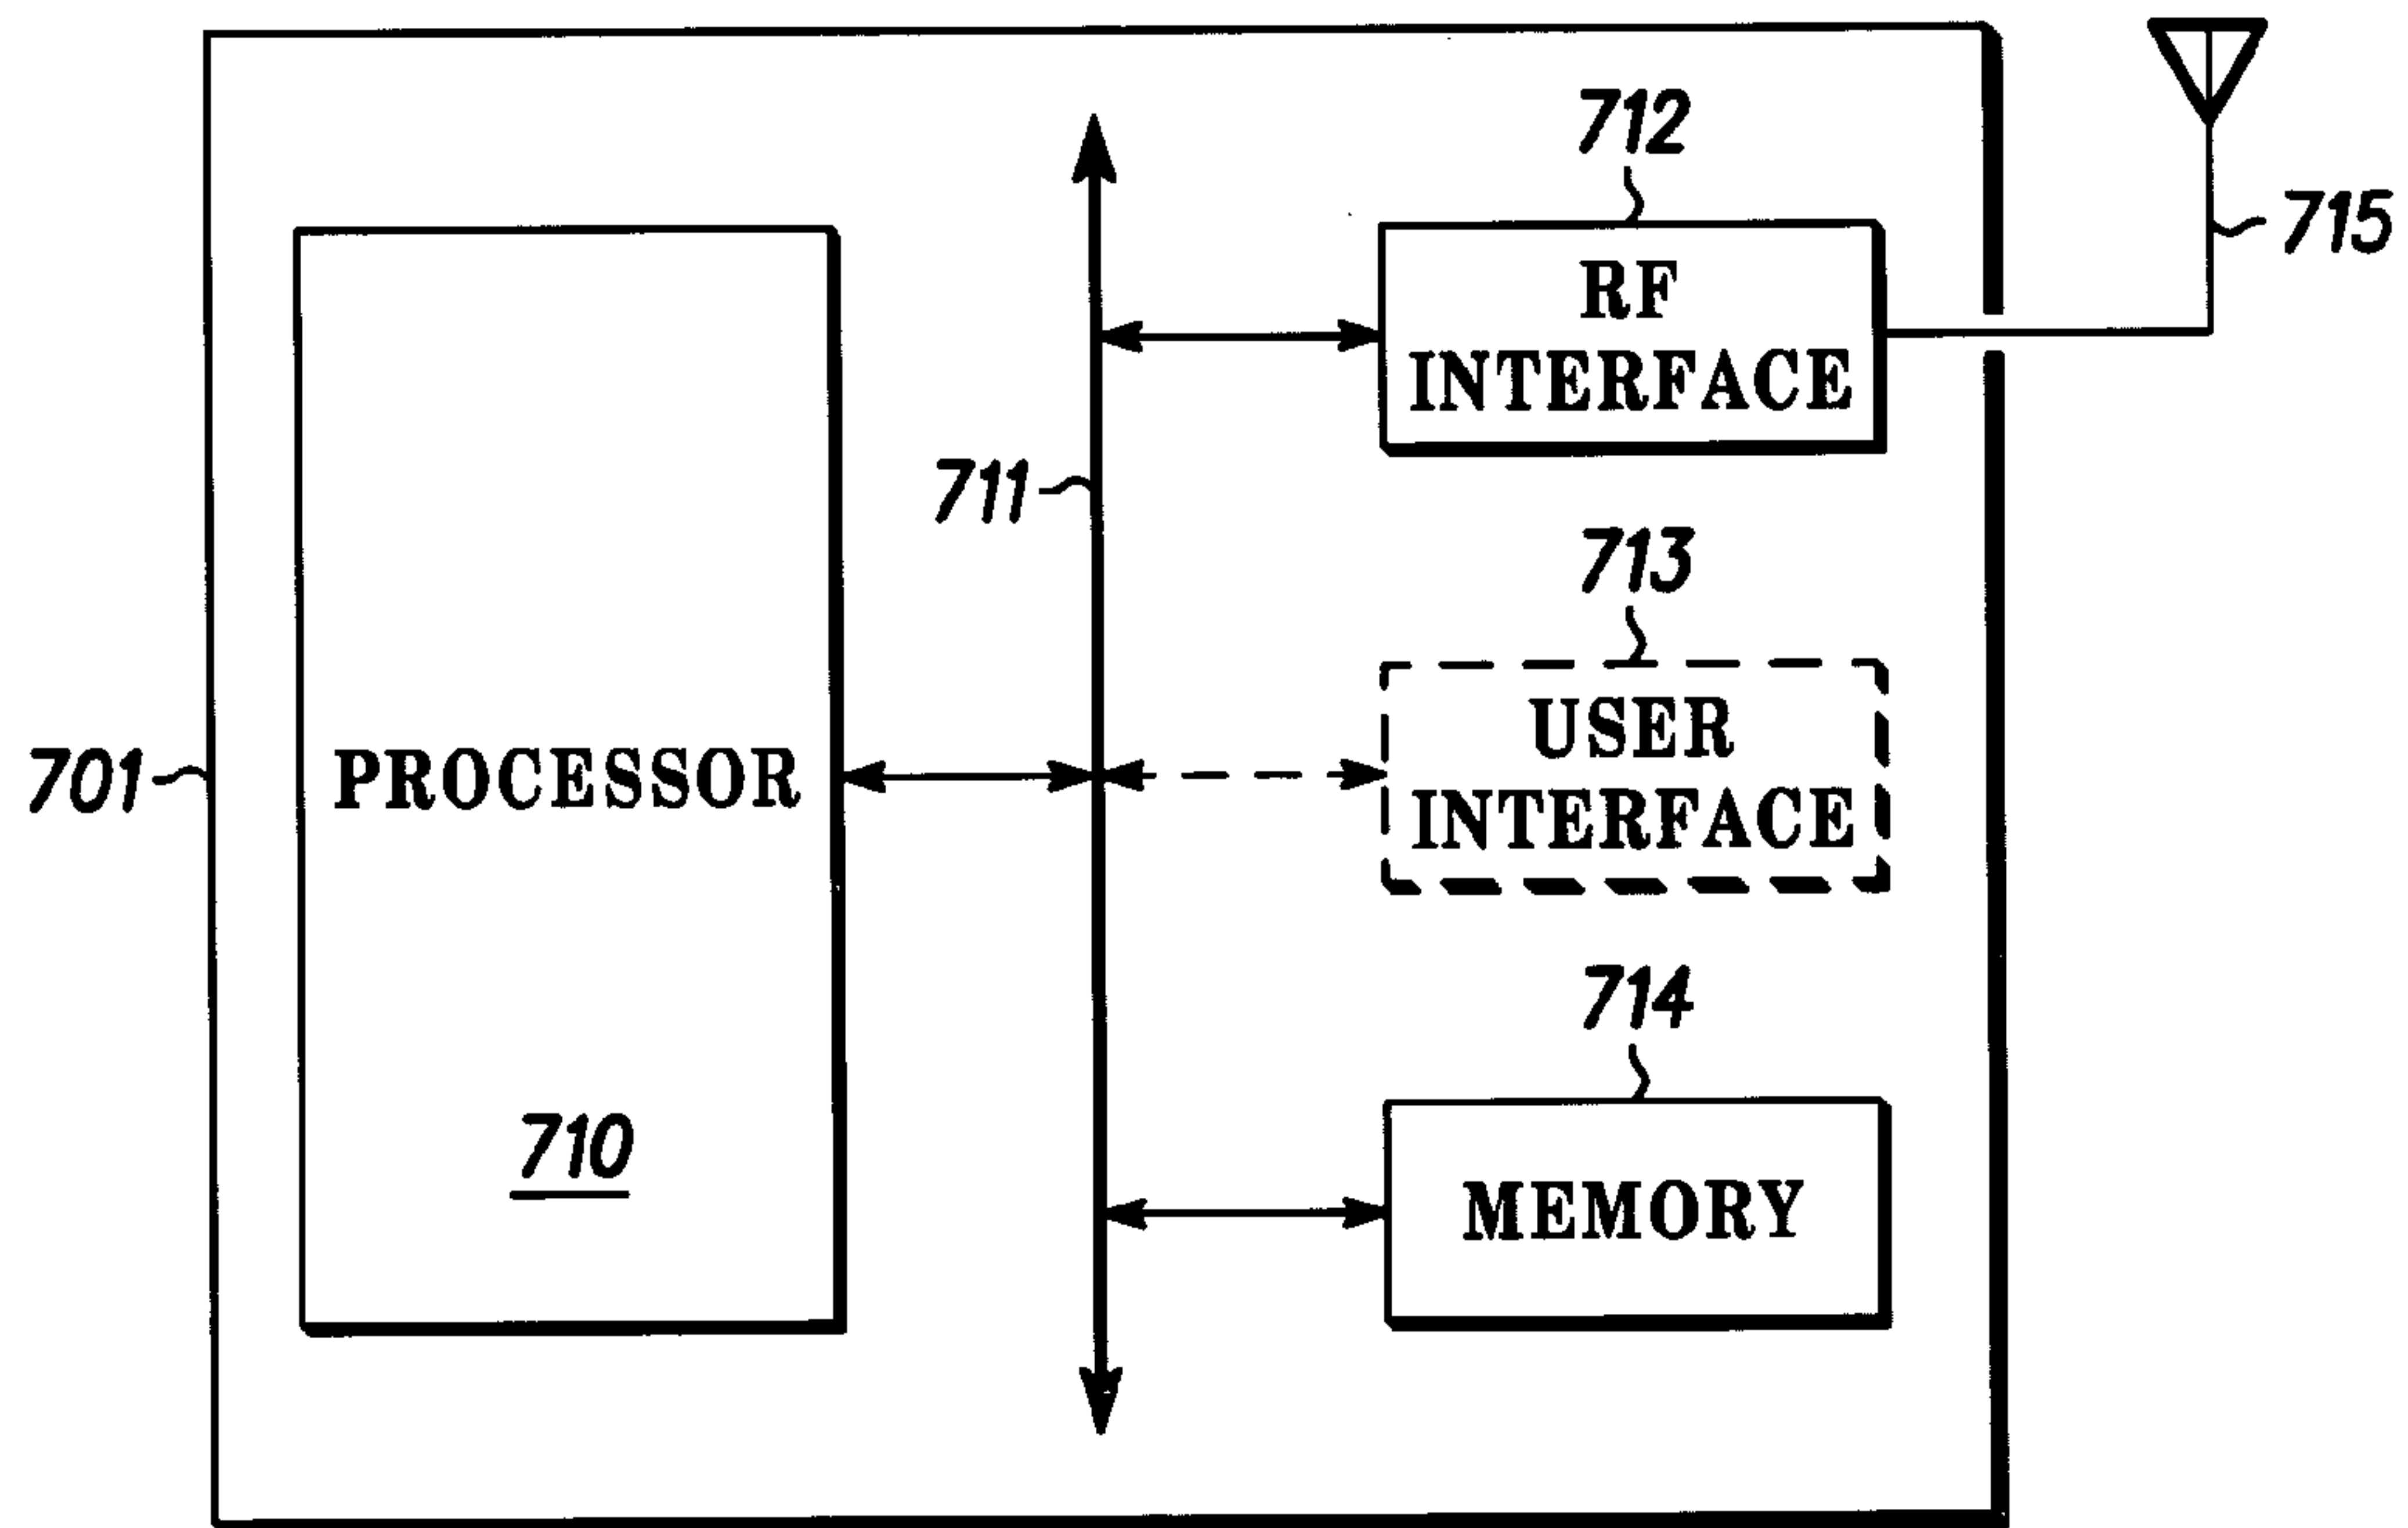 712
RF
INTERFACE
715
711
713
USER
INTERFACE
701
PROCESSOR
714
710
MEMORY